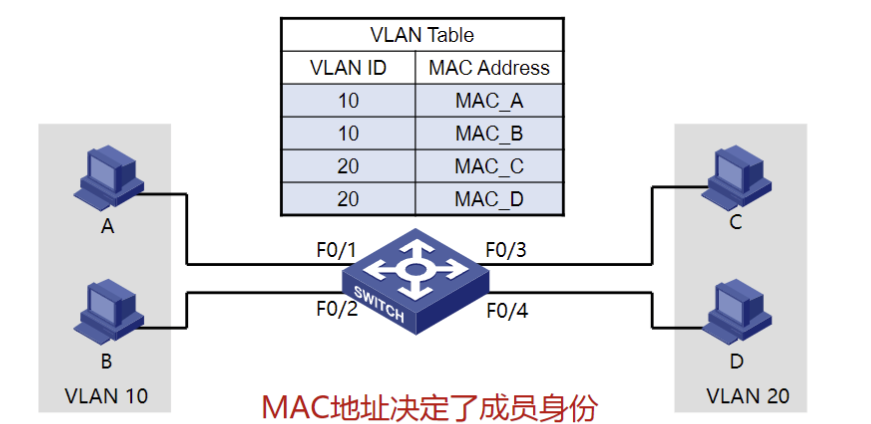 VLAN Table
VLAN ID MAC Address
10 MAC_A
10 MAC_B
20 MAC_C
20 MAC_D
A
C
F0/1 F0/3
SWITCH
F0/2 F0/4
B
D
VLAN 10
VLAN 20
MAC地址决定了成员身份